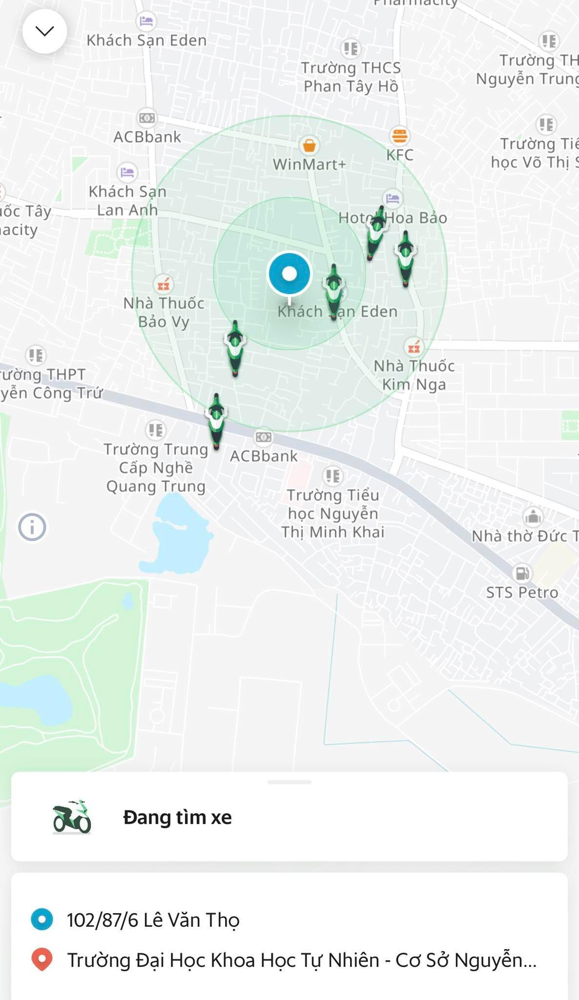 Pharmacity
Khách Sạn Eden
Trường THCS
Phan Tây Hồ
Trường TH
Nguyễn Trung
ACBbank
Trường Tiể
học Võ Thị S
KFC
WinMart+
Khách Sạn
Lan Anh
uốc Tây
acity
Hotel Hoa Bảo
Nhà Thuốc
Bảo Vy
Khách Sạn Eden
Nhà Thuốc
Kim Nga
rường THPT
yễn Công Trứ
Trường Trung
Cấp Nghề
Quang Trung
ACBbank
Trường Tiểu
học Nguyễn
Thị Minh Khai
Nhà thờ Đức T
STS Petro
Đang tìm xe
102/87/6 Lê Văn Thọ
Trường Đại Học Khoa Học Tự Nhiên - Cơ Sở Nguyễn...